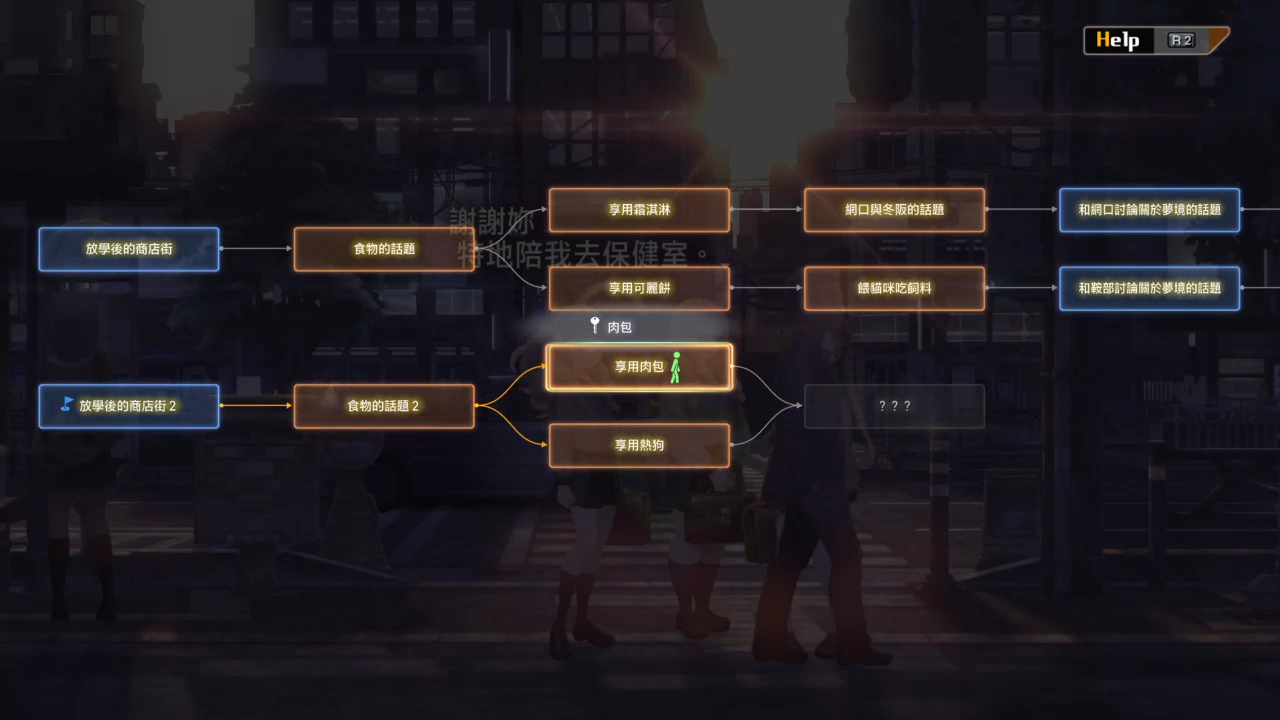 Help R2
享用霜淇淋
網口與冬阪的話題
和網口討論關於夢境的話題
謝謝妳
特地陪我去保健室。
放學後的商店街
食物的話題
享用可麗餅
餵貓咪吃飼料
和鞍部討論關於夢境的話題
肉包
享用肉包
放學後的商店街 2
食物的話題 2
? ? ?
享用熱狗